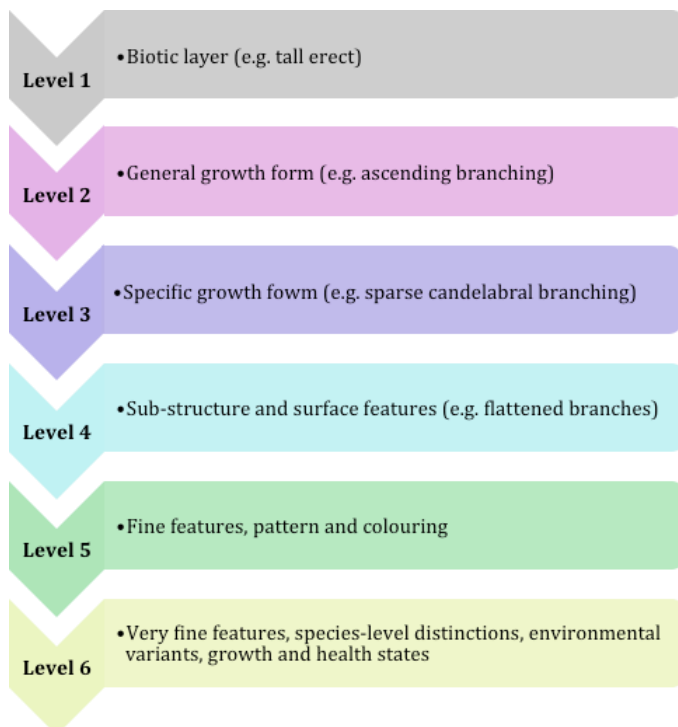 Level 1
•Biotic layer (e.g. tall erect)
Level 2
•General growth form (e.g. ascending branching)
Level 3
•Specific growth fowm (e.g. sparse candelabral branching)
Level 4
•Sub-structure and surface features (e.g. flattened branches)
Level 5
•Fine features, pattern and colouring
Level 6
•Very fine features, species-level distinctions, environmental
variants, growth and health states